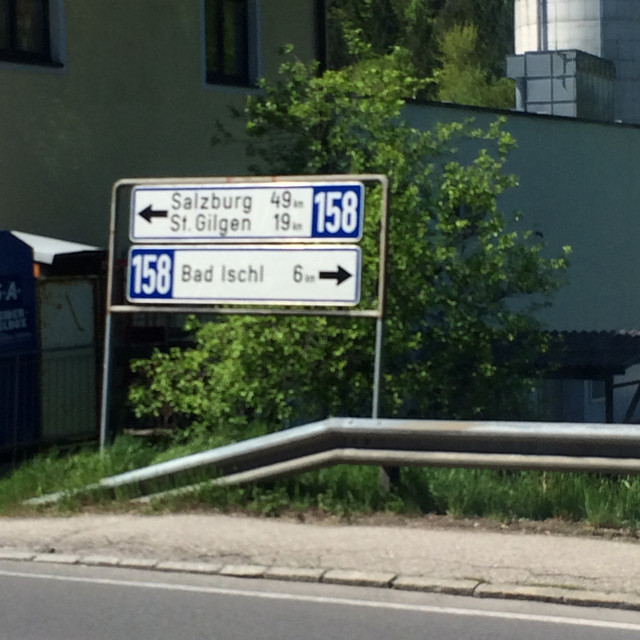 Salzburg 49 km 158
St. Gilgen 19 km
158 Bad Ischl 6 km